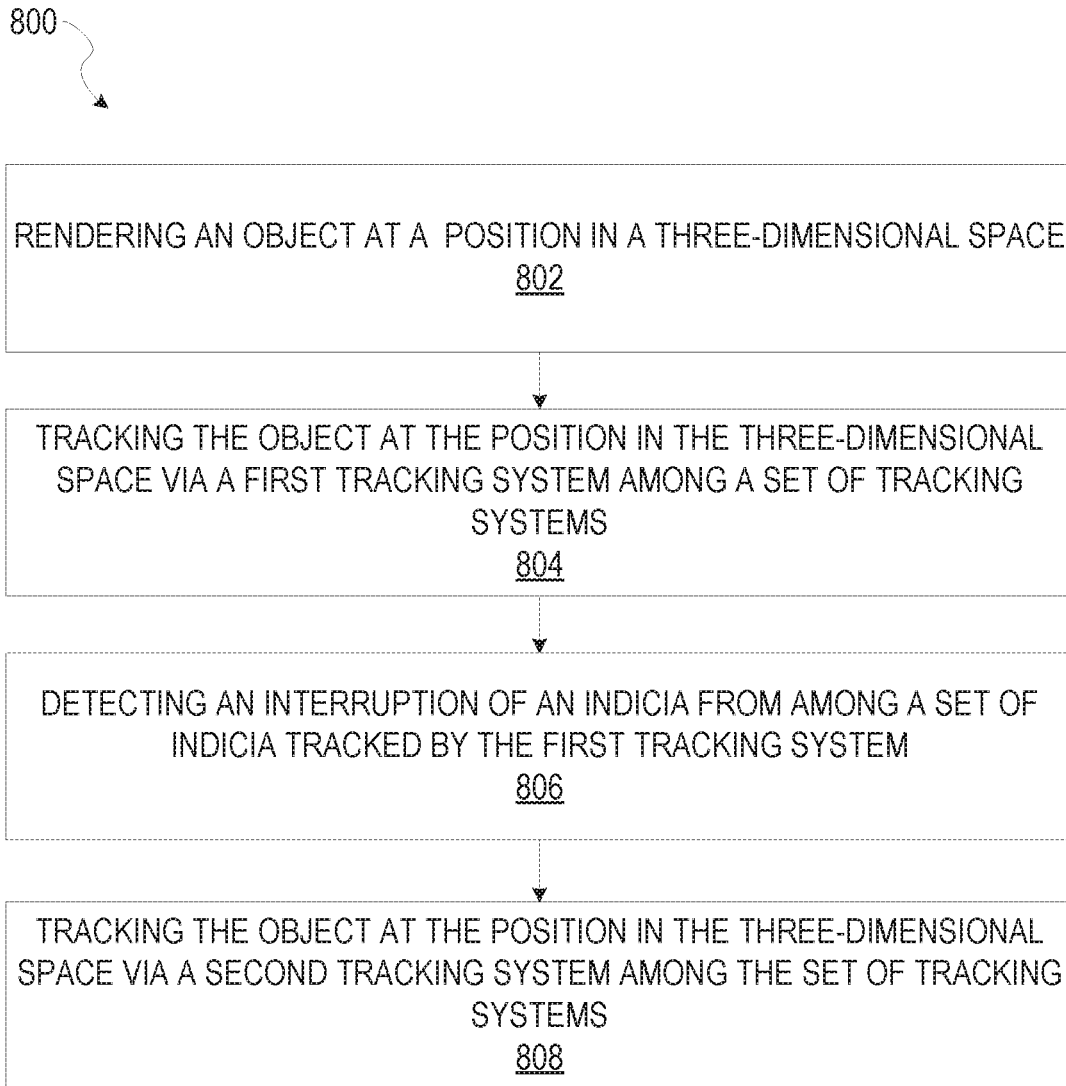 800
RENDERING AN OBJECT AT A POSITION IN A THREE-DIMENSIONAL SPACE
802
TRACKING THE OBJECT AT THE POSITION IN THE THREE-DIMENSIONAL
SPACE VIA A FIRST TRACKING SYSTEM AMONG A SET OF TRACKING
SYSTEMS
804
DETECTING AN INTERRUPTION OF AN INDICIA FROM AMONG A SET OF
INDICIA TRACKED BY THE FIRST TRACKING SYSTEM
806
TRACKING THE OBJECT AT THE POSITION IN THE THREE-DIMENSIONAL
SPACE VIA A SECOND TRACKING SYSTEM AMONG THE SET OF TRACKING
SYSTEMS
808